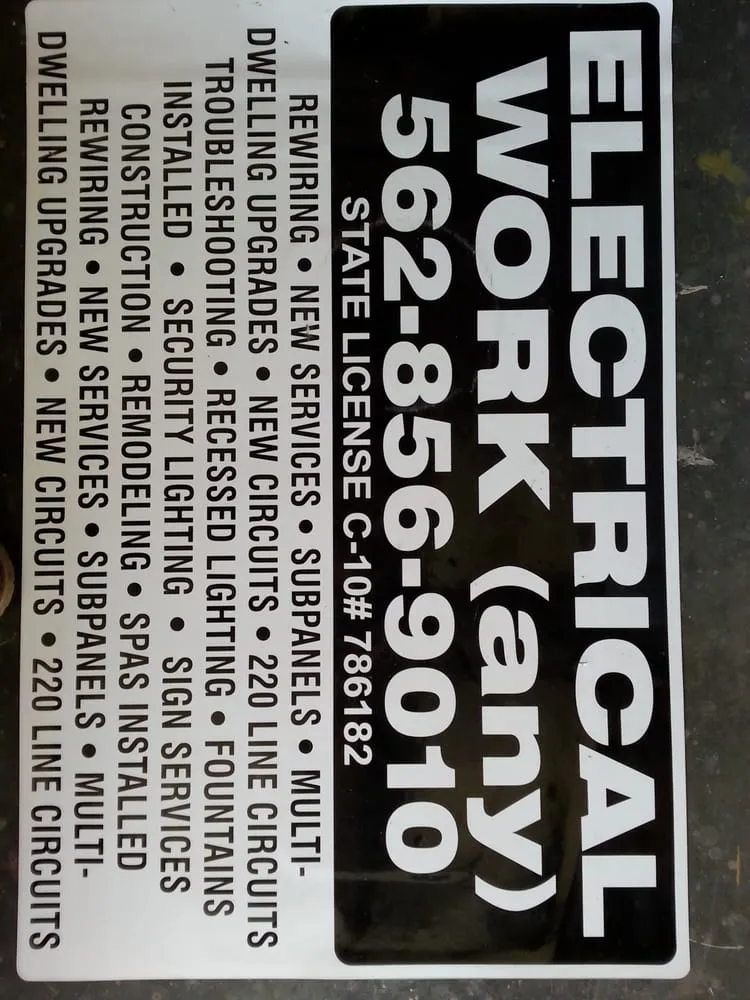 ELECTRICAL
WORK (any)
562-856-9010
STATE LICENSE C-10# 786182
REWIRING • NEW SERVICES • SUBPANELS • MULTI-
DWELLING UPGRADES • NEW CIRCUITS • 220 LINE CIRCUITS
TROUBLESHOOTING • RECESSED LIGHTING • FOUNTAINS
INSTALLED • SECURITY LIGHTING • SIGN SERVICES
CONSTRUCTION • REMODELING • SPAS INSTALLED
REWIRING • NEW SERVICES • SUBPANELS • MULTI-
DWELLING UPGRADES • NEW CIRCUITS • 220 LINE CIRCUITS